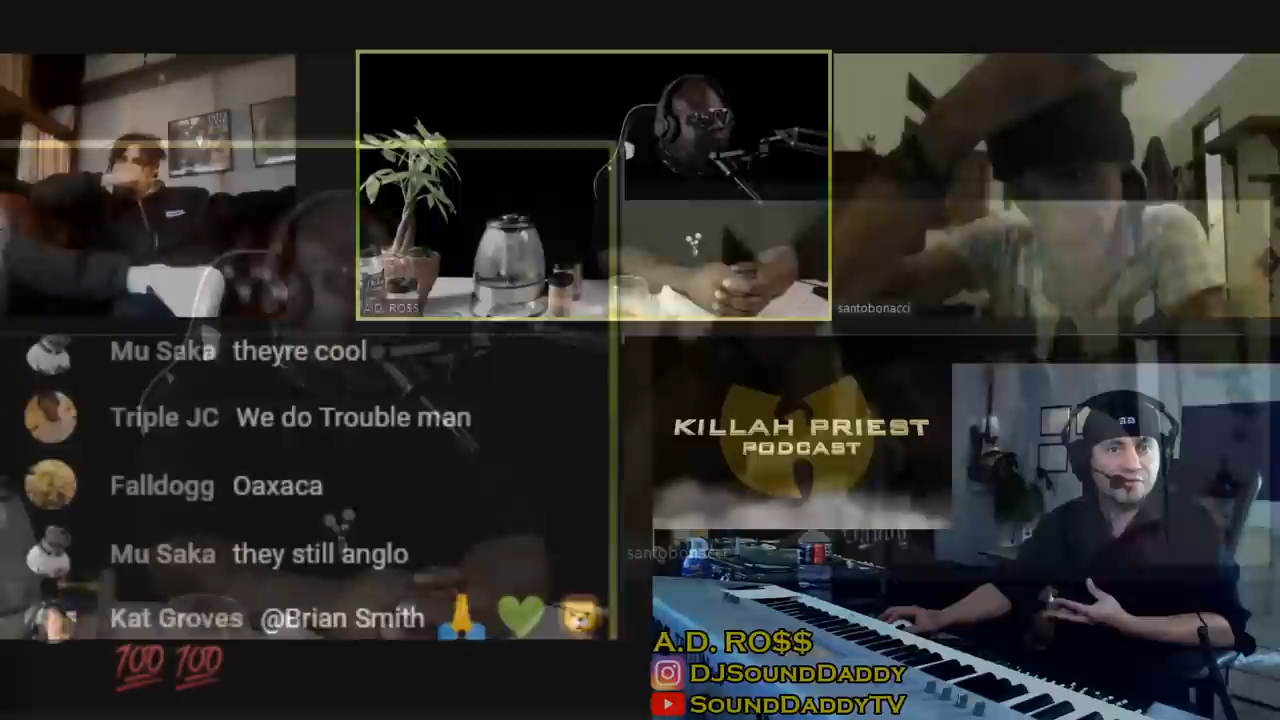 A.D. ROSS
santobonacci
Mu Saka theyre cool
Triple JC We do Trouble man
Falldogg Oaxaca
Mu Saka they still anglo
Kat Groves @Brian Smith 🙏 💚 🦁
💯 💯
KILLAH PRIEST
PODCAST
santobonacci
A.D. RO$$
DJSOUNDDADDY
SOUNDDADDYTV